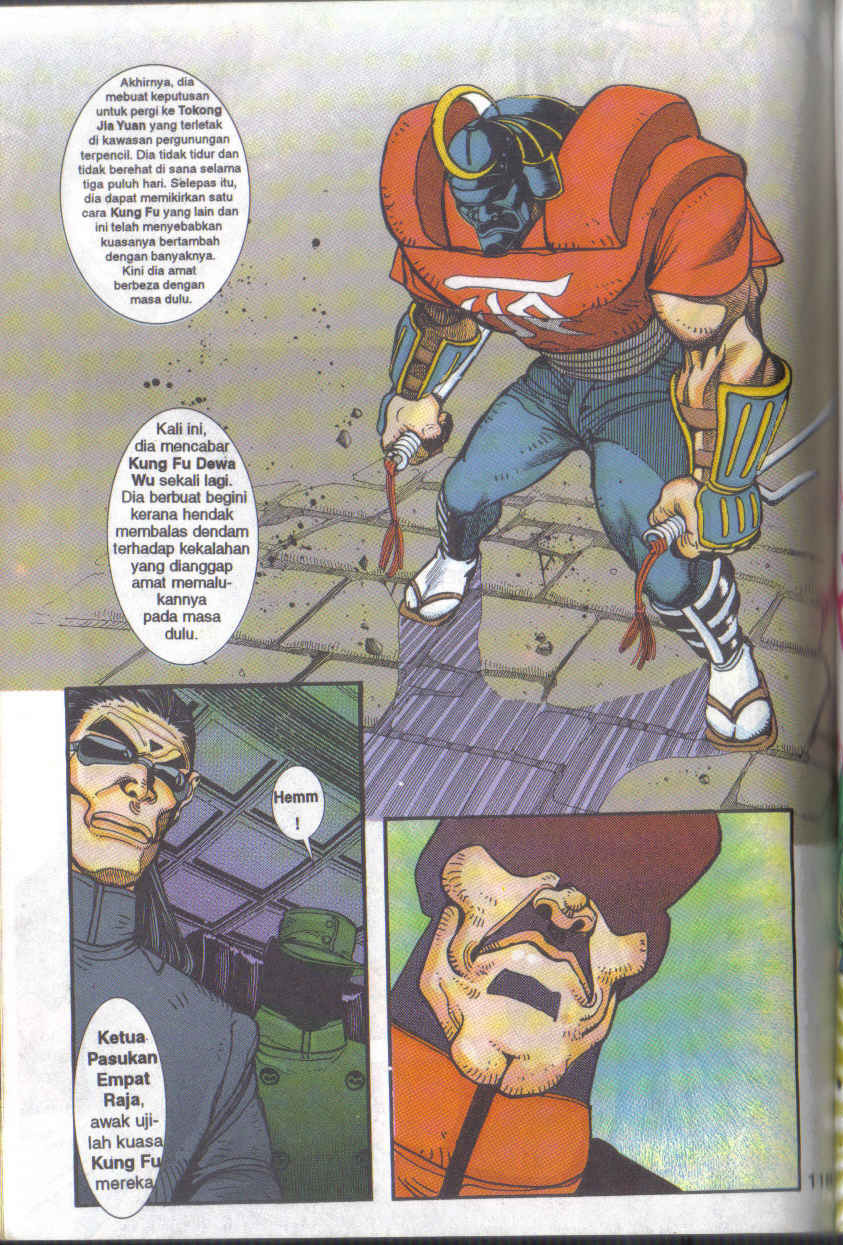 Akhirnya, dia
mebuat keputusan
untuk pergi ke Tokong
Jia Yuan yang terletak
di kawasan pergunungan
terpencil. Dia tidak tidur dan
tidak berehat di sana selama
tiga puluh hari. Selepas itu,
dia dapat memikirkan satu
cara Kung Fu yang lain dan
ini telah menyebabkan
kuasanya bertambah
dengan banyaknya.
Kini dia amat
berbeza dengan
masa dulu.
Kali ini,
dia mencabar
Kung Fu Dewa
Wu sekali lagi.
Dia berbuat begini
kerana hendak
membalas dendam
terhadap kekalahan
yang dianggap
amat memalu-
kannya
pada masa
dulu.
Hemm
!
Ketua
Pasukan
Empat
Raja,
awak uji-
lah kuasa
Kung Fu
mereka